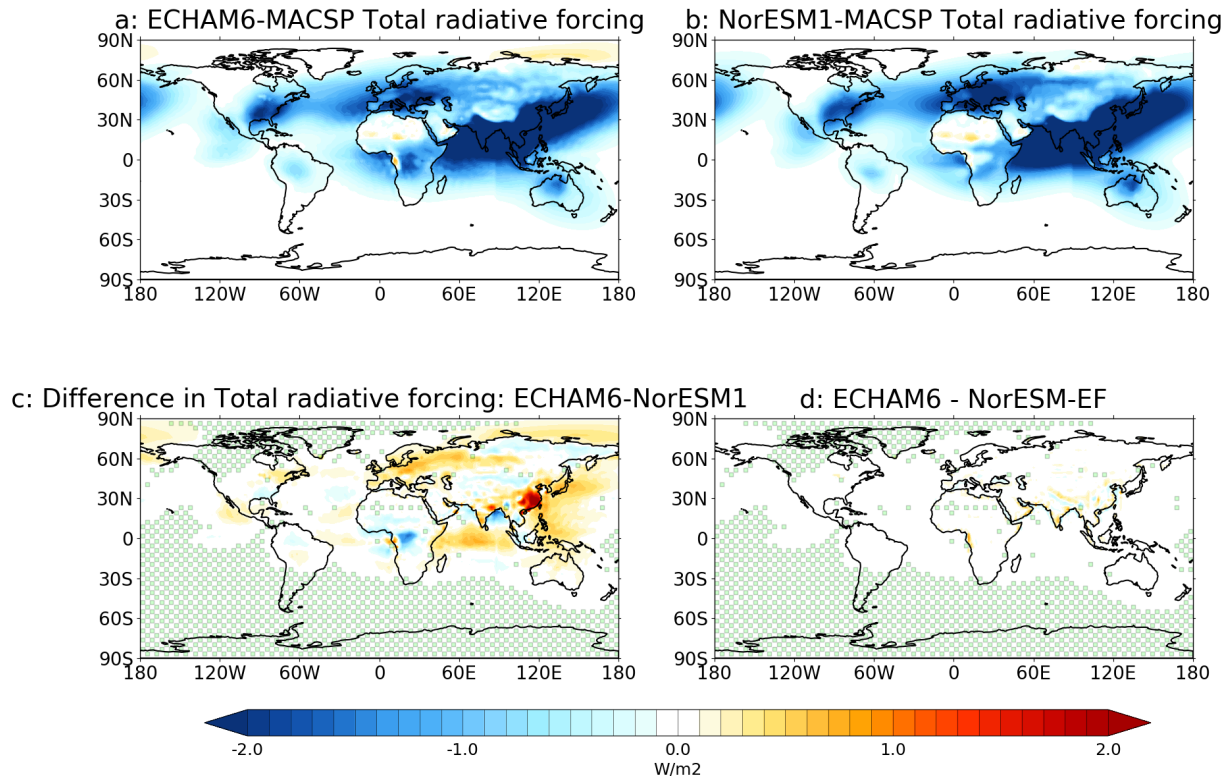 a: ECHAM6-MACSP Total radiative forcing
b: NorESM1-MACSP Total radiative forcing
90N
60N
30N
0
30S
60S
90S
180 120W 60W 0 60E 120E 180
90N
60N
30N
0
30S
60S
90S
180 120W 60W 0 60E 120E 180
c: Difference in Total radiative forcing: ECHAM6-NorESM1
d: ECHAM6 - NorESM-EF
90N
60N
30N
0
30S
60S
90S
180 120W 60W 0 60E 120E 180
90N
60N
30N
0
30S
60S
90S
180 120W 60W 0 60E 120E 180
-2.0 -1.0 0.0 1.0 2.0
W/m2